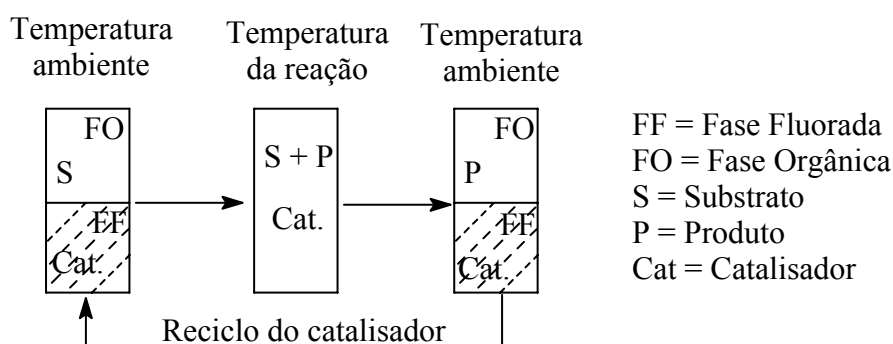 Temperatura
ambiente
Temperatura
da reação
Temperatura
ambiente
FO
S
FF
Cat.
S + P
Cat.
FO
P
FF
Cat.
FF = Fase Fluorada
FO = Fase Orgânica
S = Substrato
P = Produto
Cat = Catalisador
Reciclo do catalisador